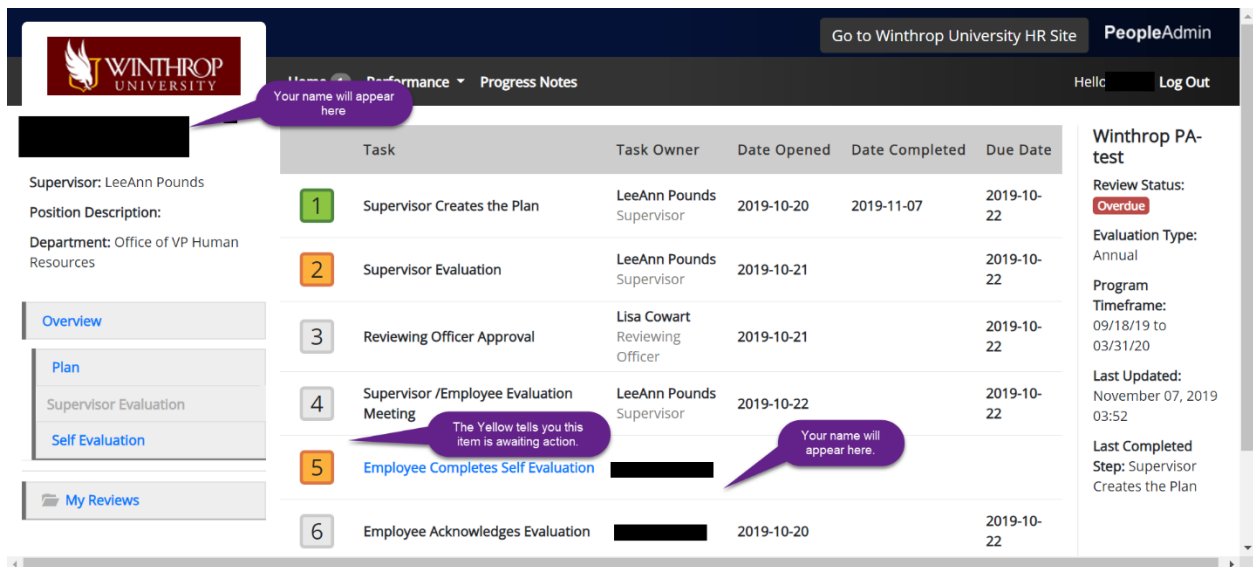 Go to Winthrop University HR Site
PeopleAdmin
WINTHROP
UNIVERSITY
Home 1 Performance Progress Notes
Hello
Log Out
Your name will appear
here
Supervisor: LeeAnn Pounds
Position Description:
Department: Office of VP Human
Resources
Overview
Plan
Supervisor Evaluation
Self Evaluation
My Reviews
Task Task Owner Date Opened Date Completed Due Date
1 Supervisor Creates the Plan LeeAnn Pounds
Supervisor 2019-10-20 2019-11-07 2019-10-
22
2 Supervisor Evaluation LeeAnn Pounds
Supervisor 2019-10-21 2019-10-
22
3 Reviewing Officer Approval Lisa Cowart
Reviewing
Officer 2019-10-21 2019-10-
22
4 Supervisor /Employee Evaluation
Meeting LeeAnn Pounds
Supervisor 2019-10-22 2019-10-
22
The Yellow tells you this
item is awaiting action.
Your name will
appear here.
5 Employee Completes Self Evaluation
6 Employee Acknowledges Evaluation 2019-10-20 2019-10-
22
Winthrop PA-
test
Review Status:
Overdue
Evaluation Type:
Annual
Program
Timeframe:
09/18/19 to
03/31/20
Last Updated:
November 07, 2019
03:52
Last Completed
Step: Supervisor
Creates the Plan